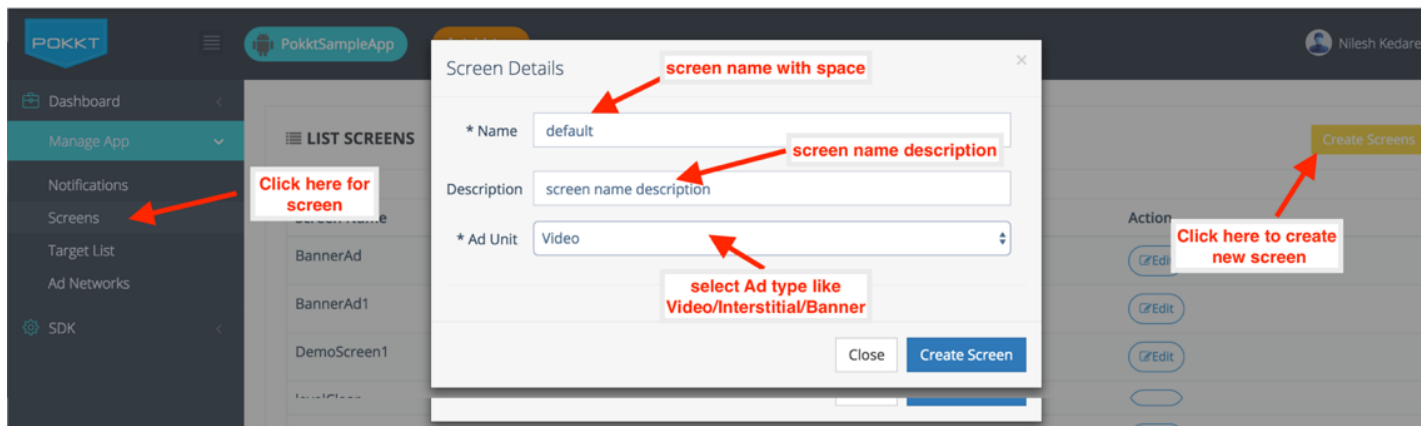 POKKT
PokktSampleApp
Nilesh Kedare
Dashboard
Manage App
Notifications
Screens
Target List
Ad Networks
SDK
Click here for
screen
LIST SCREENS
Create Screens
Screen Name
Action
BannerAd
Edit
BannerAd1
Edit
DemoScreen1
Edit
Click here to create
new screen
Screen Details
×
screen name with space
* Name
default
screen name description
Description
screen name description
* Ad Unit
Video
select Ad type like
Video/Interstitial/Banner
Close
Create Screen